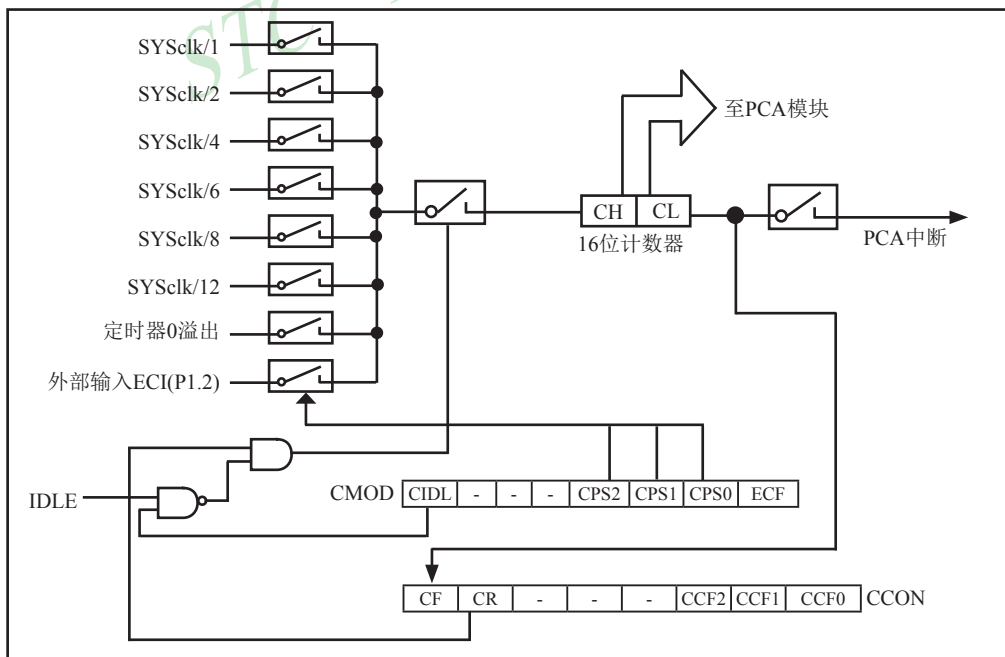 STC
SYSclk/1
SYSclk/2
SYSclk/4
SYSclk/6
SYSclk/8
SYSclk/12
定时器0溢出
外部输入ECI(P1.2)
至PCA模块
CH CL
16位计数器
PCA中断
IDLE
CMOD CIDL - - - CPS2 CPS1 CPS0 ECF
CF CR - - - CCF2 CCF1 CCF0 CCON